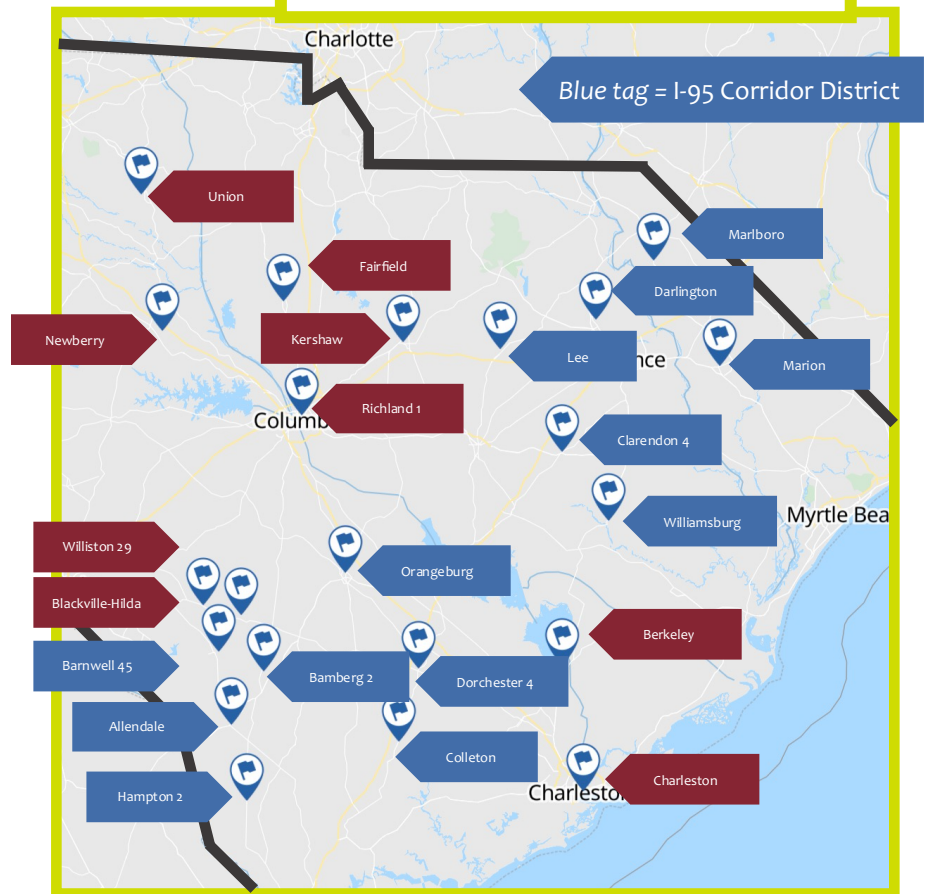 Charlotte
Blue tag = I-95 Corridor District
Union
Marlboro
Fairfield
Darlington
Newberry
Kershaw
Lee
nce
Marion
Richland 1
Columb
Clarendon 4
Williamsburg
Myrtle Bea
Williston 29
Orangeburg
Blackville-Hilda
Berkeley
Barnwell 45
Bamberg 2
Dorchester 4
Allendale
Colleton
Hampton 2
Charleston
Charlesto